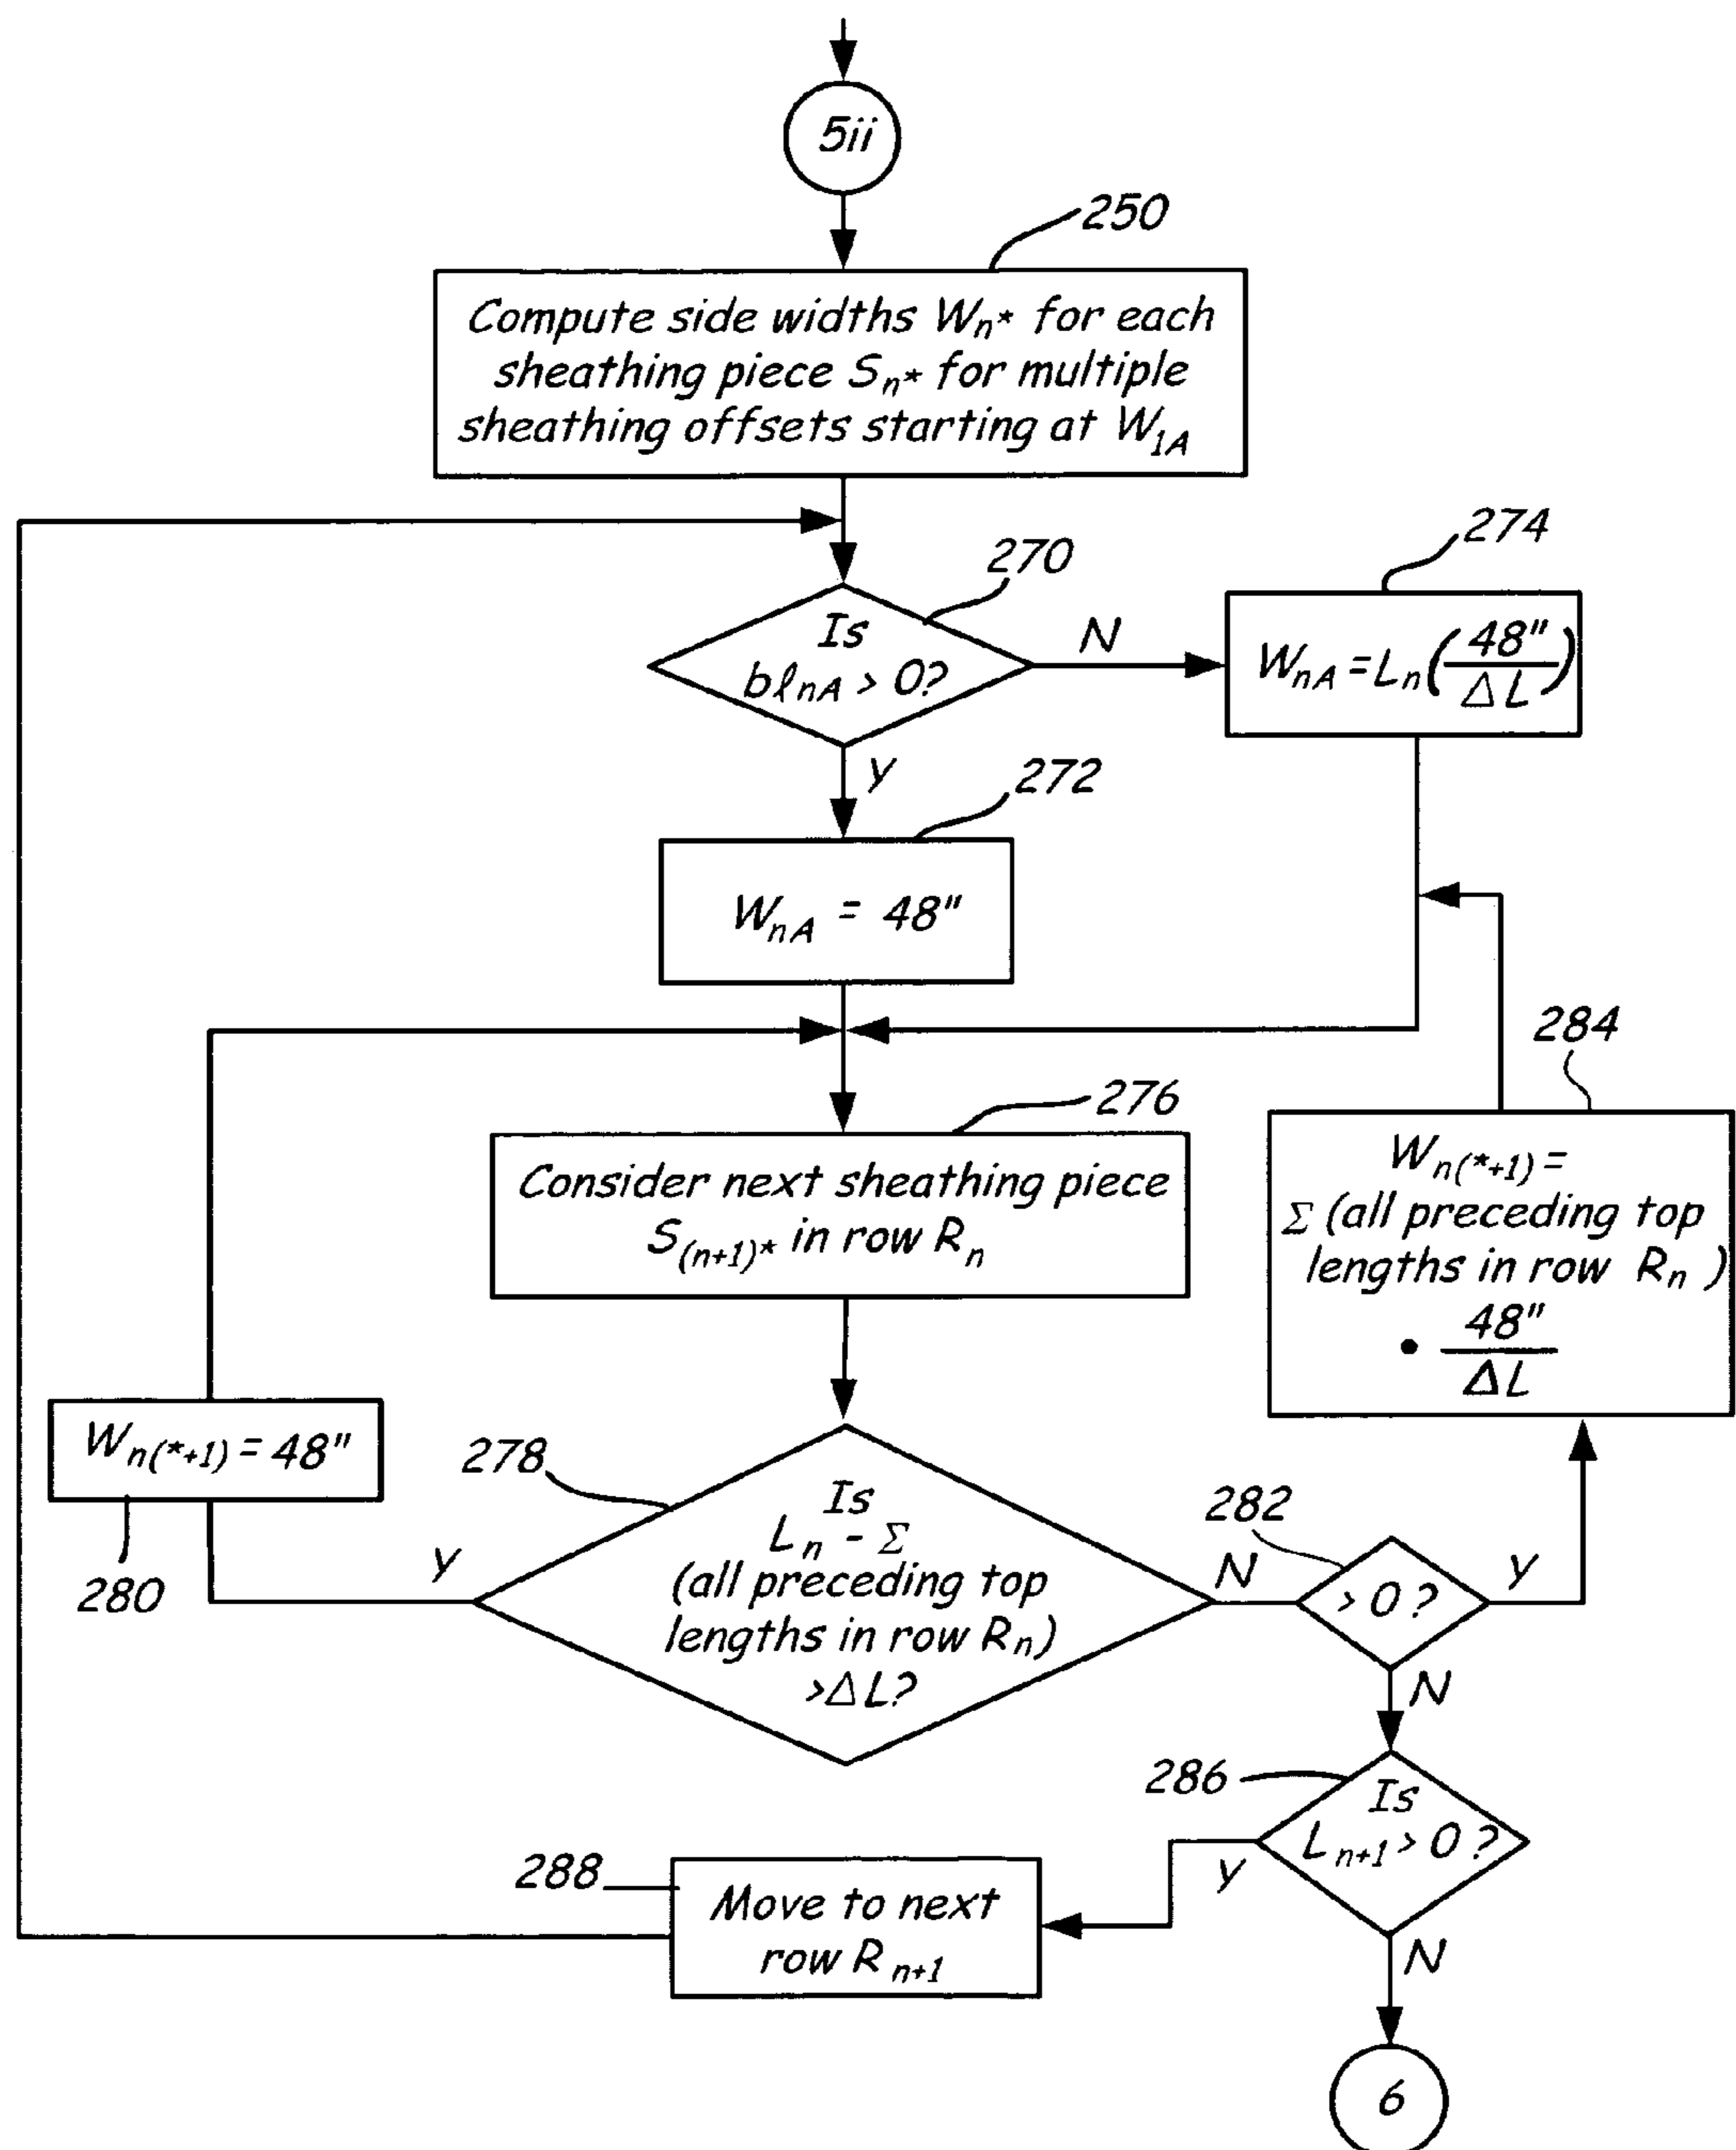 5ii
250
Compute side widths Wn* for each
sheathing piece Sn* for multiple
sheathing offsets starting at W1A
270
274
Is
blnA > 0?
N
WnA = Ln(48"/ΔL)
Y
272
WnA = 48"
284
276
Consider next sheathing piece
S(n+1)* in row Rn
Wn(*+1) =
Σ (all preceding top
lengths in row Rn)
• 48"/ΔL
Wn(*+1) = 48"
280
278
Is
Ln - Σ
(all preceding top
lengths in row Rn)
>ΔL?
Y
N
282
> 0?
Y
N
286
Is
Ln+1 > 0?
Y
288
Move to next
row Rn+1
N
6